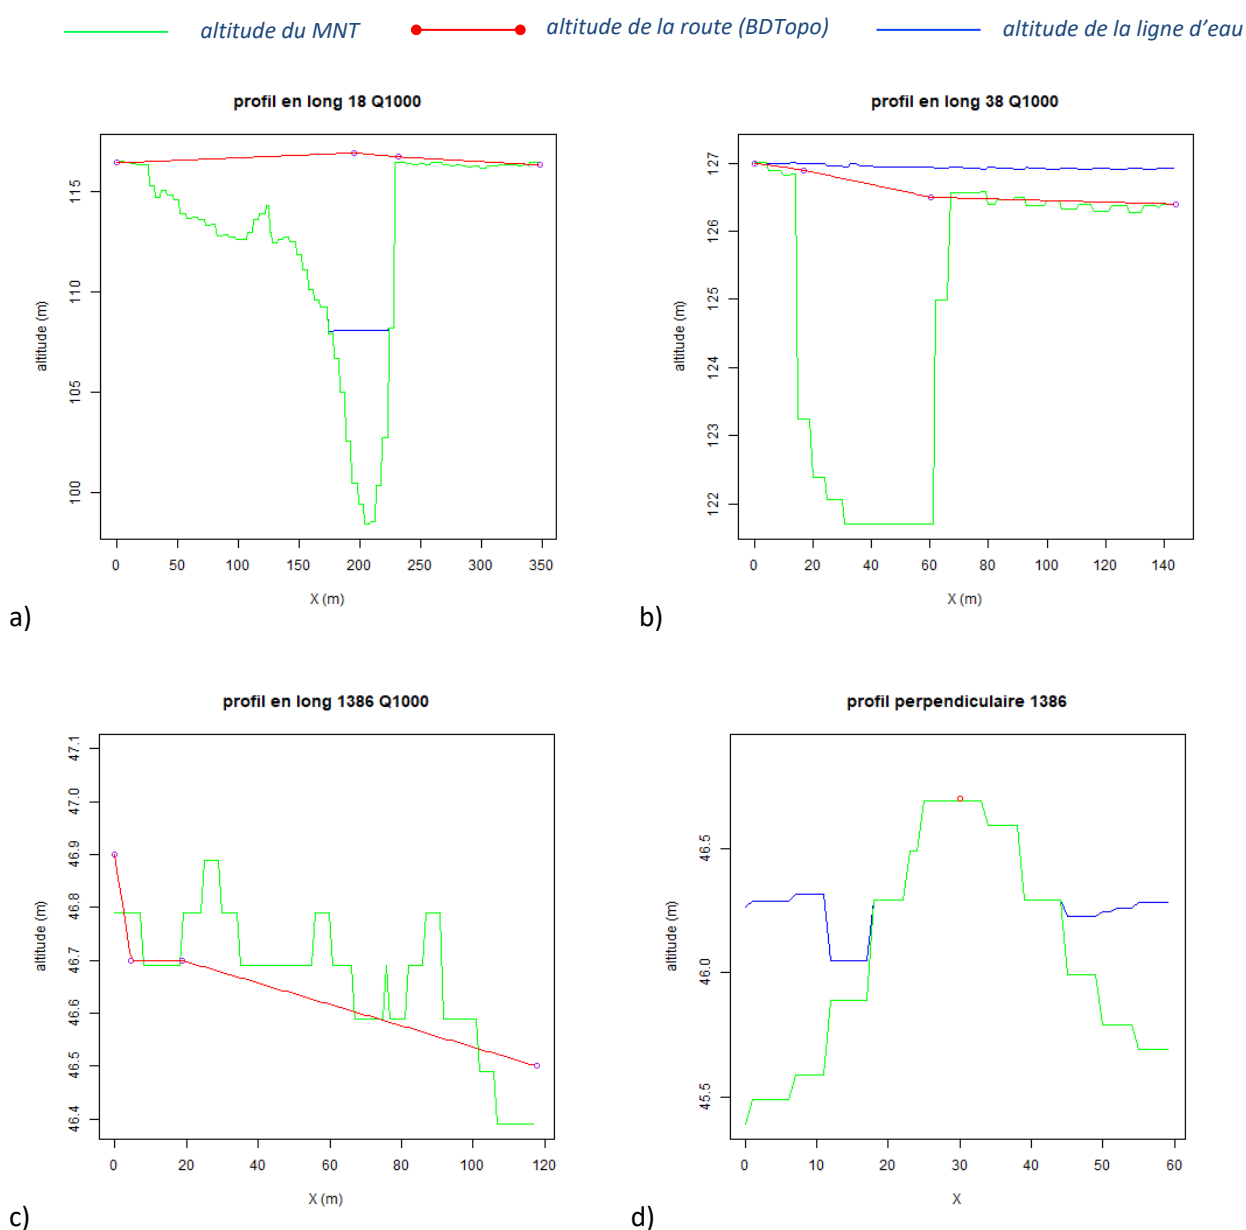 altitude du MNT altitude de la route (BDTopo) altitude de la ligne d’eau
profil en long 18 Q1000
altitude (m)
115
110
105
100
0 50 100 150 200 250 300 350
X (m)
a)
profil en long 38 Q1000
altitude (m)
127
126
125
124
123
122
0 20 40 60 80 100 120 140
X (m)
b)
profil en long 1386 Q1000
altitude (m)
47.1
47.0
46.9
46.8
46.7
46.6
46.5
46.4
0 20 40 60 80 100 120
X (m)
c)
profil perpendiculaire 1386
altitude (m)
46.5
46.0
45.5
0 10 20 30 40 50 60
X
d)